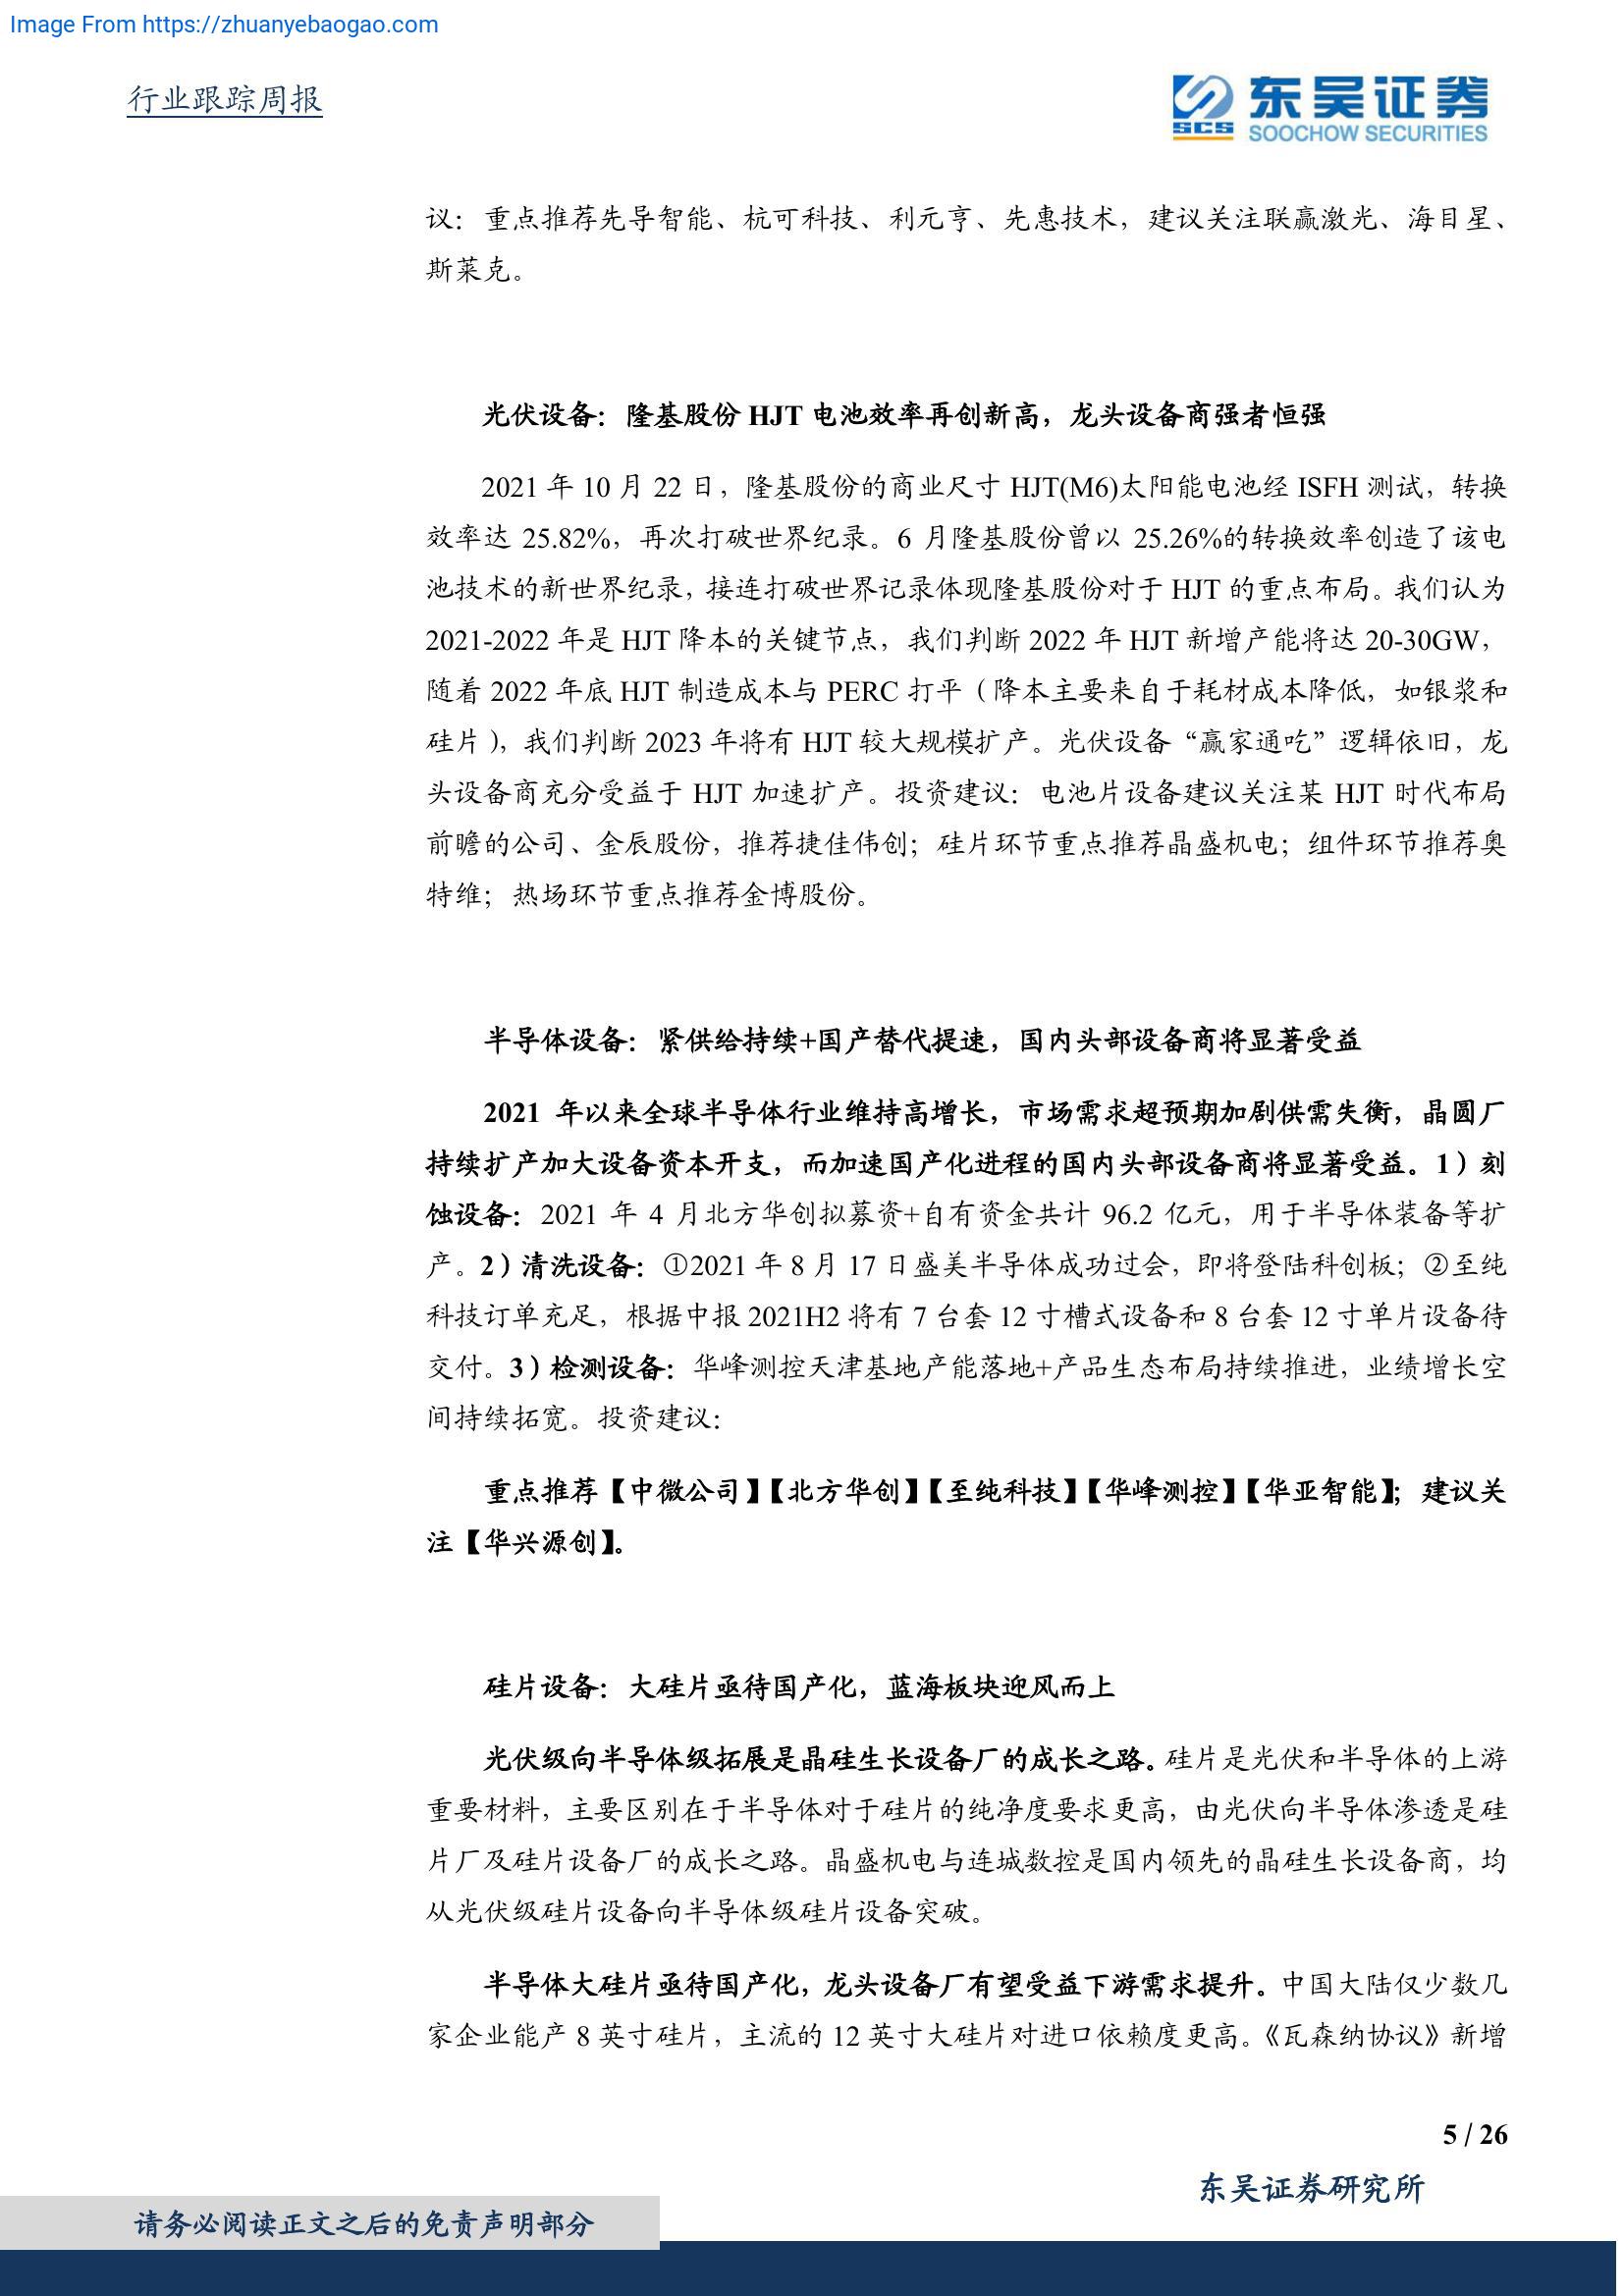 Image From https://zhuanyebaogao.com
行业跟踪周报
SCS 东吴证券
SOOCHOW SECURITIES
议：重点推荐先导智能、杭可科技、利元亨、先惠技术，建议关注联赢激光、海目星、
斯莱克。
光伏设备：隆基股份 HJT 电池效率再创新高，龙头设备商强者恒强
2021 年 10 月 22 日，隆基股份的商业尺寸 HJT(M6)太阳能电池经 ISFH 测试，转换
效率达 25.82%，再次打破世界纪录。6 月隆基股份曾以 25.26%的转换效率创造了该电
池技术的新世界纪录，接连打破世界记录体现隆基股份对于 HJT 的重点布局。我们认为
2021-2022 年是 HJT 降本的关键节点，我们判断 2022 年 HJT 新增产能将达 20-30GW，
随着 2022 年底 HJT 制造成本与 PERC 打平（降本主要来自于耗材成本降低，如银浆和
硅片），我们判断 2023 年将有 HJT 较大规模扩产。光伏设备“赢家通吃”逻辑依旧，龙
头设备商充分受益于 HJT 加速扩产。投资建议：电池片设备建议关注某 HJT 时代布局
前瞻的公司、金辰股份，推荐捷佳伟创；硅片环节重点推荐晶盛机电；组件环节推荐奥
特维；热场环节重点推荐金博股份。
半导体设备：紧供给持续+国产替代提速，国内头部设备商将显著受益
2021 年以来全球半导体行业维持高增长，市场需求超预期加剧供需失衡，晶圆厂
持续扩产加大设备资本开支，而加速国产化进程的国内头部设备商将显著受益。1）刻
蚀设备：2021 年 4 月北方华创拟募资+自有资金共计 96.2 亿元，用于半导体装备等扩
产。2）清洗设备：①2021 年 8 月 17 日盛美半导体成功过会，即将登陆科创板；②至纯
科技订单充足，根据中报 2021H2 将有 7 台套 12 寸槽式设备和 8 台套 12 寸单片设备待
交付。3）检测设备：华峰测控天津基地产能落地+产品生态布局持续推进，业绩增长空
间持续拓宽。投资建议：
重点推荐【中微公司】【北方华创】【至纯科技】【华峰测控】【华亚智能】；建议关
注【华兴源创】。
硅片设备：大硅片亟待国产化，蓝海板块迎风而上
光伏级向半导体级拓展是晶硅生长设备厂的成长之路。硅片是光伏和半导体的上游
重要材料，主要区别在于半导体对于硅片的纯净度要求更高，由光伏向半导体渗透是硅
片厂及硅片设备厂的成长之路。晶盛机电与连城数控是国内领先的晶硅生长设备商，均
从光伏级硅片设备向半导体级硅片设备突破。
半导体大硅片亟待国产化，龙头设备厂有望受益下游需求提升。中国大陆仅少数几
家企业能产 8 英寸硅片，主流的 12 英寸大硅片对进口依赖度更高。《瓦森纳协议》新增
5 / 26
东吴证券研究所
请务必阅读正文之后的免责声明部分